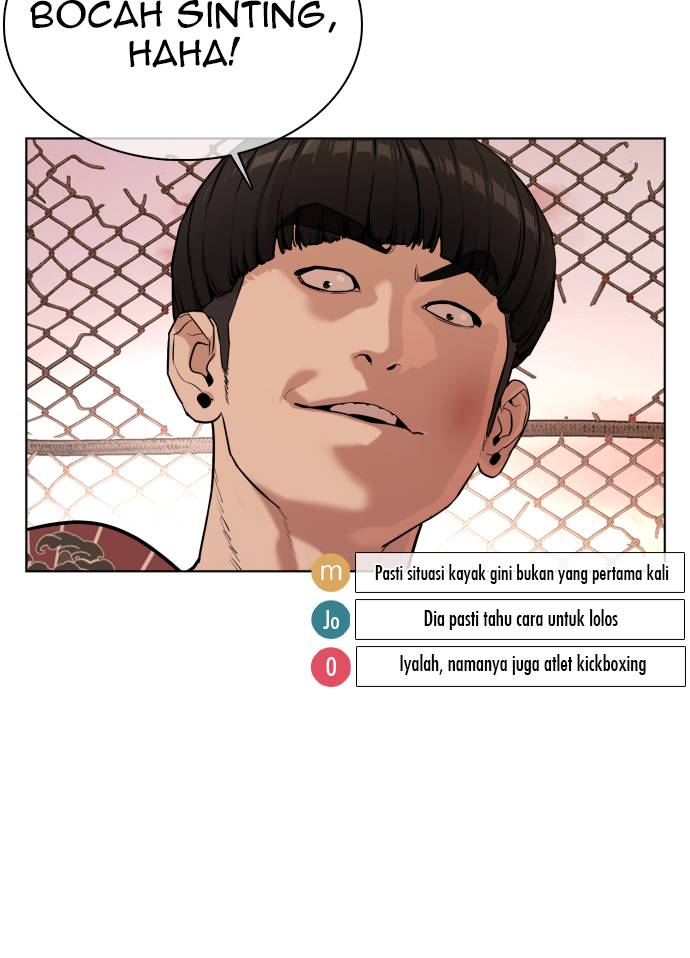 BOCAH SINTING,
HAHA!
m Pasti situasi kayak gini bukan yang pertama kali
Jo Dia pasti tahu cara untuk lolos
0 Iyalah, namanya juga atlet kickboxing